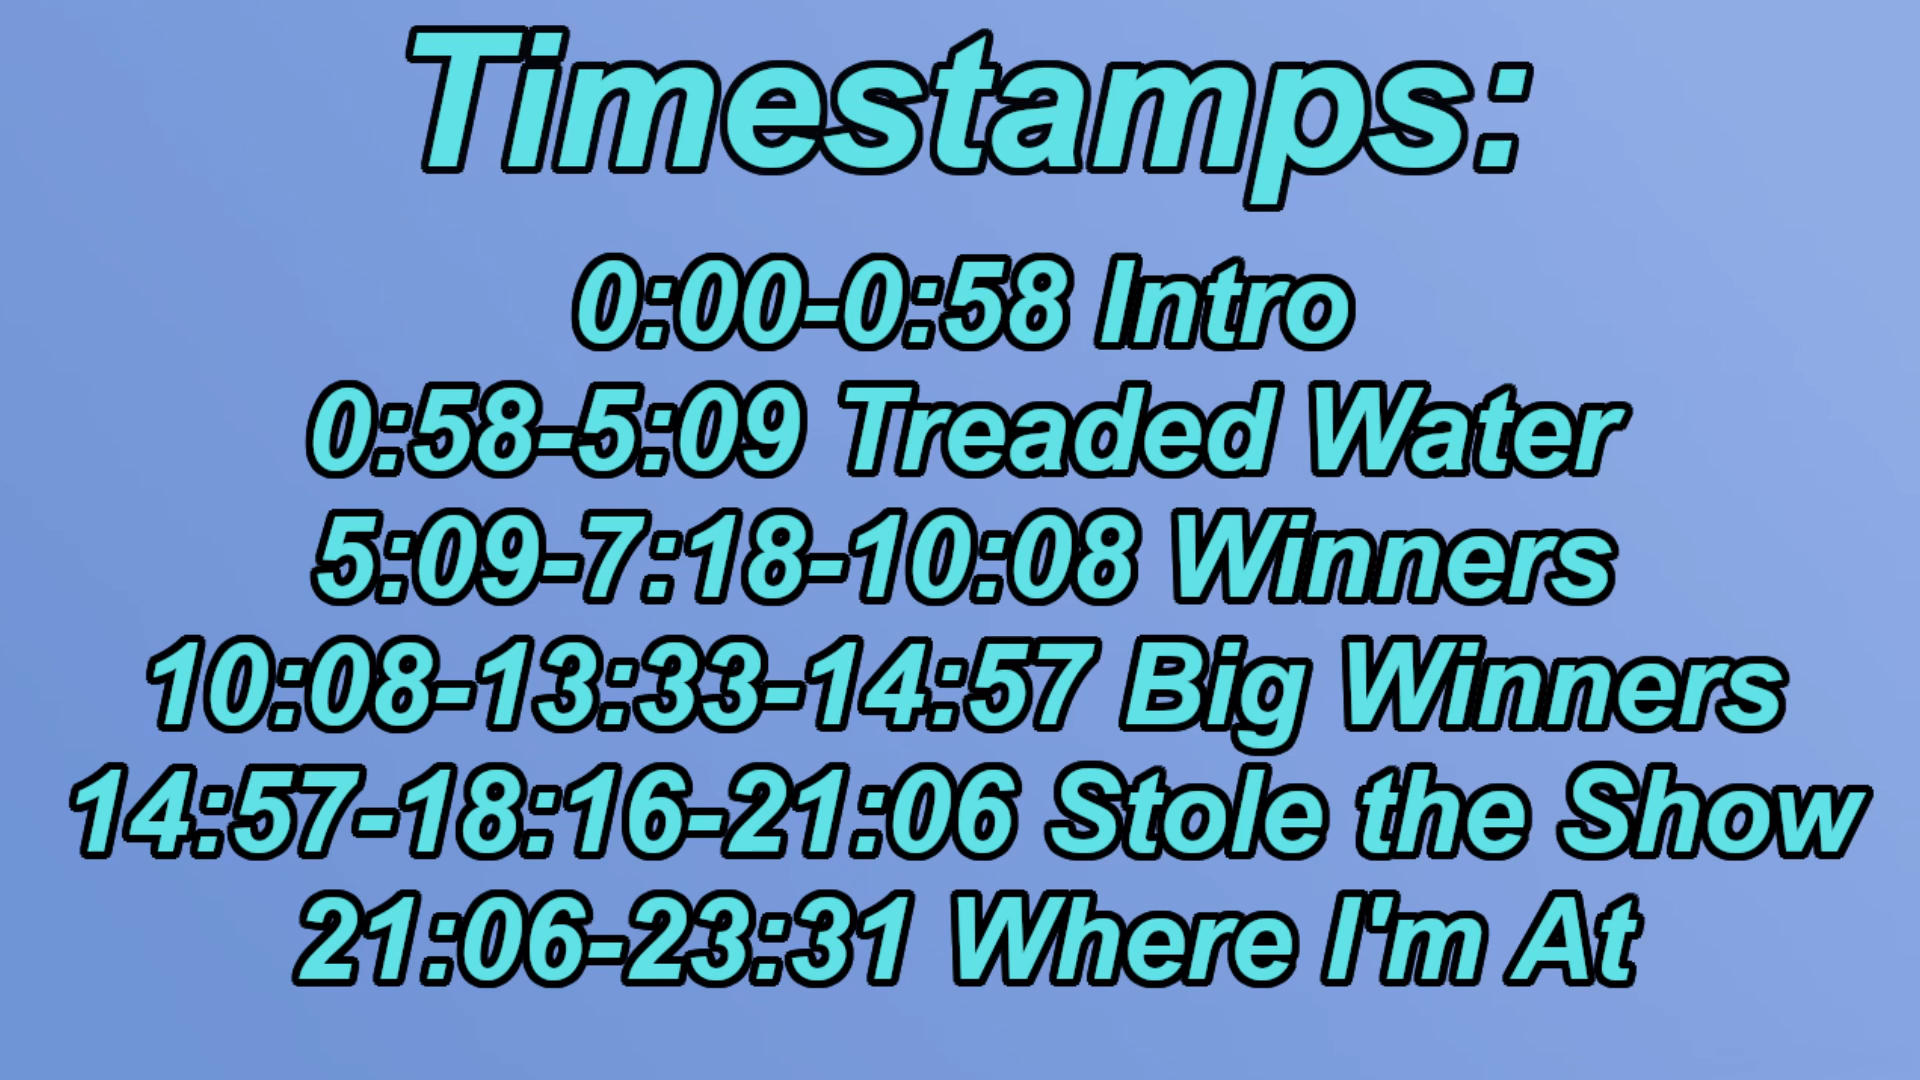 Timestamps:
0:00-0:58 Intro
0:58-5:09 Treaded Water
5:09-7:18-10:08 Winners
10:08-13:33-14:57 Big Winners
14:57-18:16-21:06 Stole the Show
21:06-23:31 Where I'm At